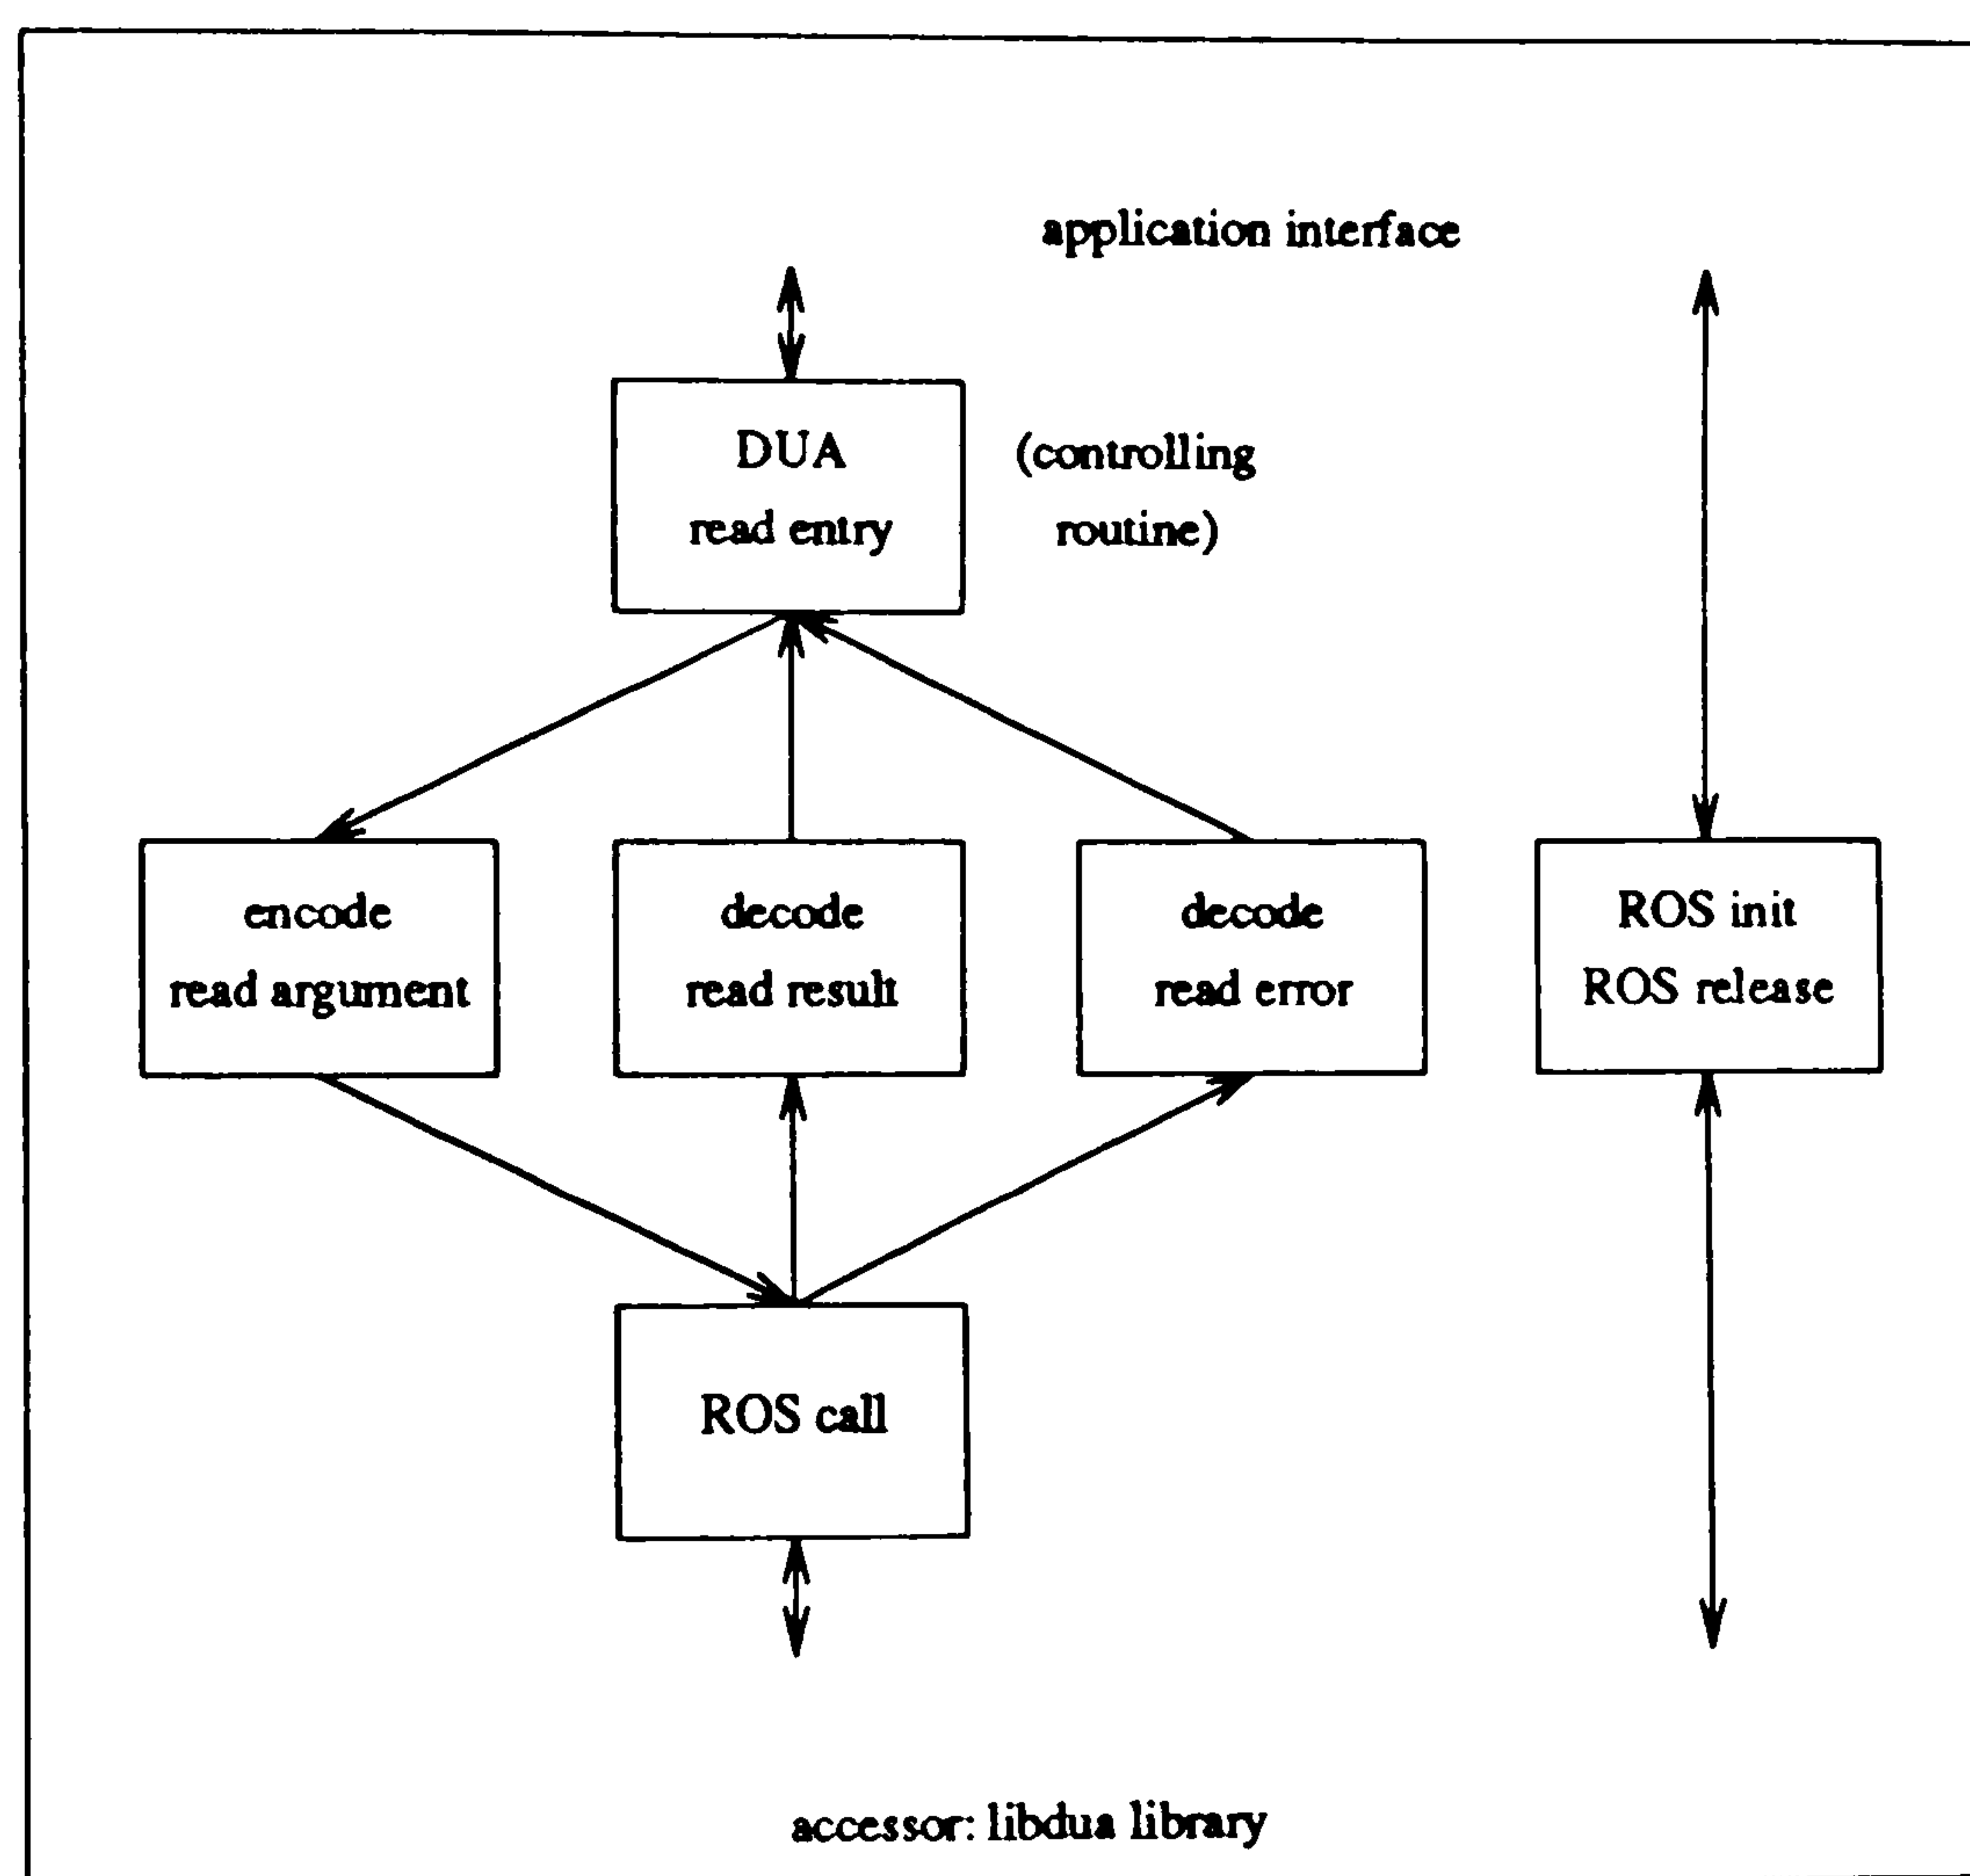 application interface
DUA
read entry
(controlling
routine)
encode
read argument
decode
read result
decode
read error
ROS init
ROS release
ROS call
accessor: libdua library